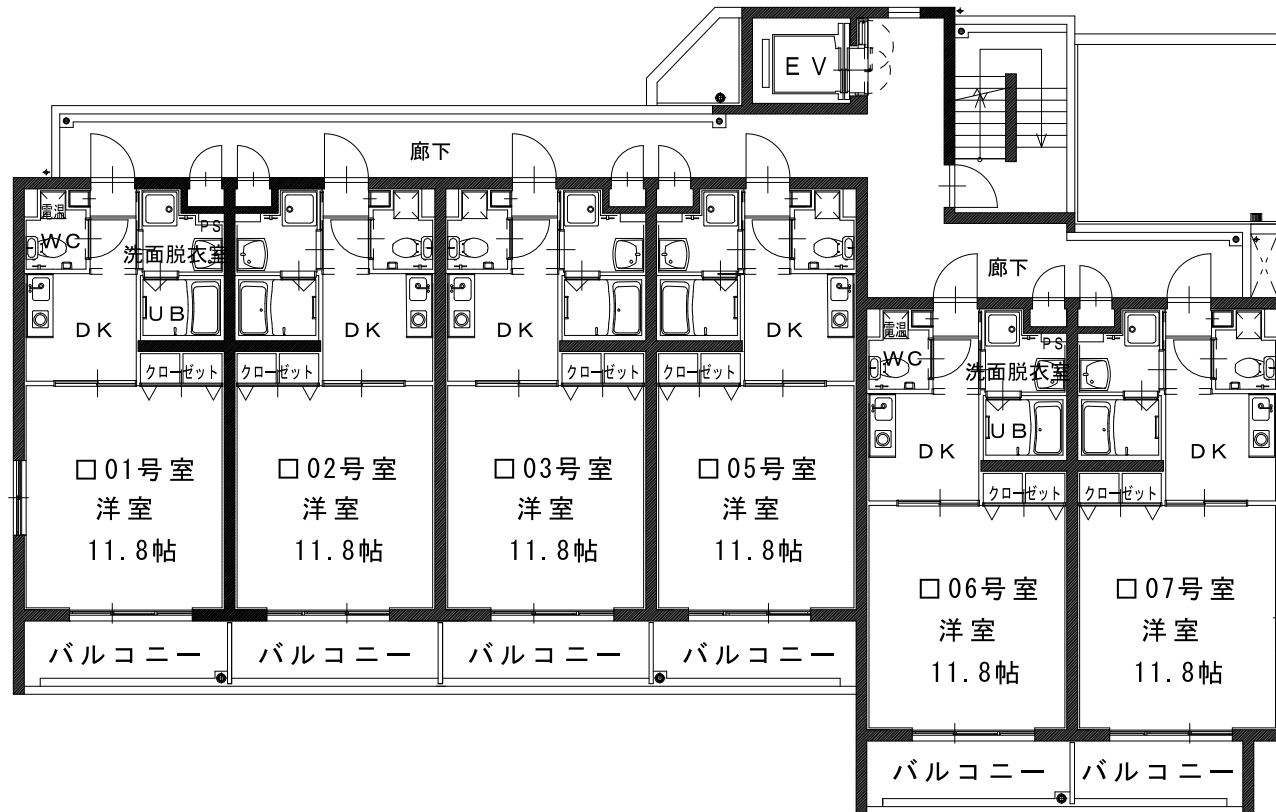 EV
廊下
電温
WC
PS
洗面脱衣室
UB
DK
DK
DK
DK
クローゼット
クローゼット
クローゼット
クローゼット
□01号室
洋室
11.8帖
□02号室
洋室
11.8帖
□03号室
洋室
11.8帖
□05号室
洋室
11.8帖
バルコニー
バルコニー
バルコニー
バルコニー
廊下
電温
WC
PS
洗面脱衣室
UB
DK
DK
クローゼット
クローゼット
□06号室
洋室
11.8帖
□07号室
洋室
11.8帖
バルコニー
バルコニー